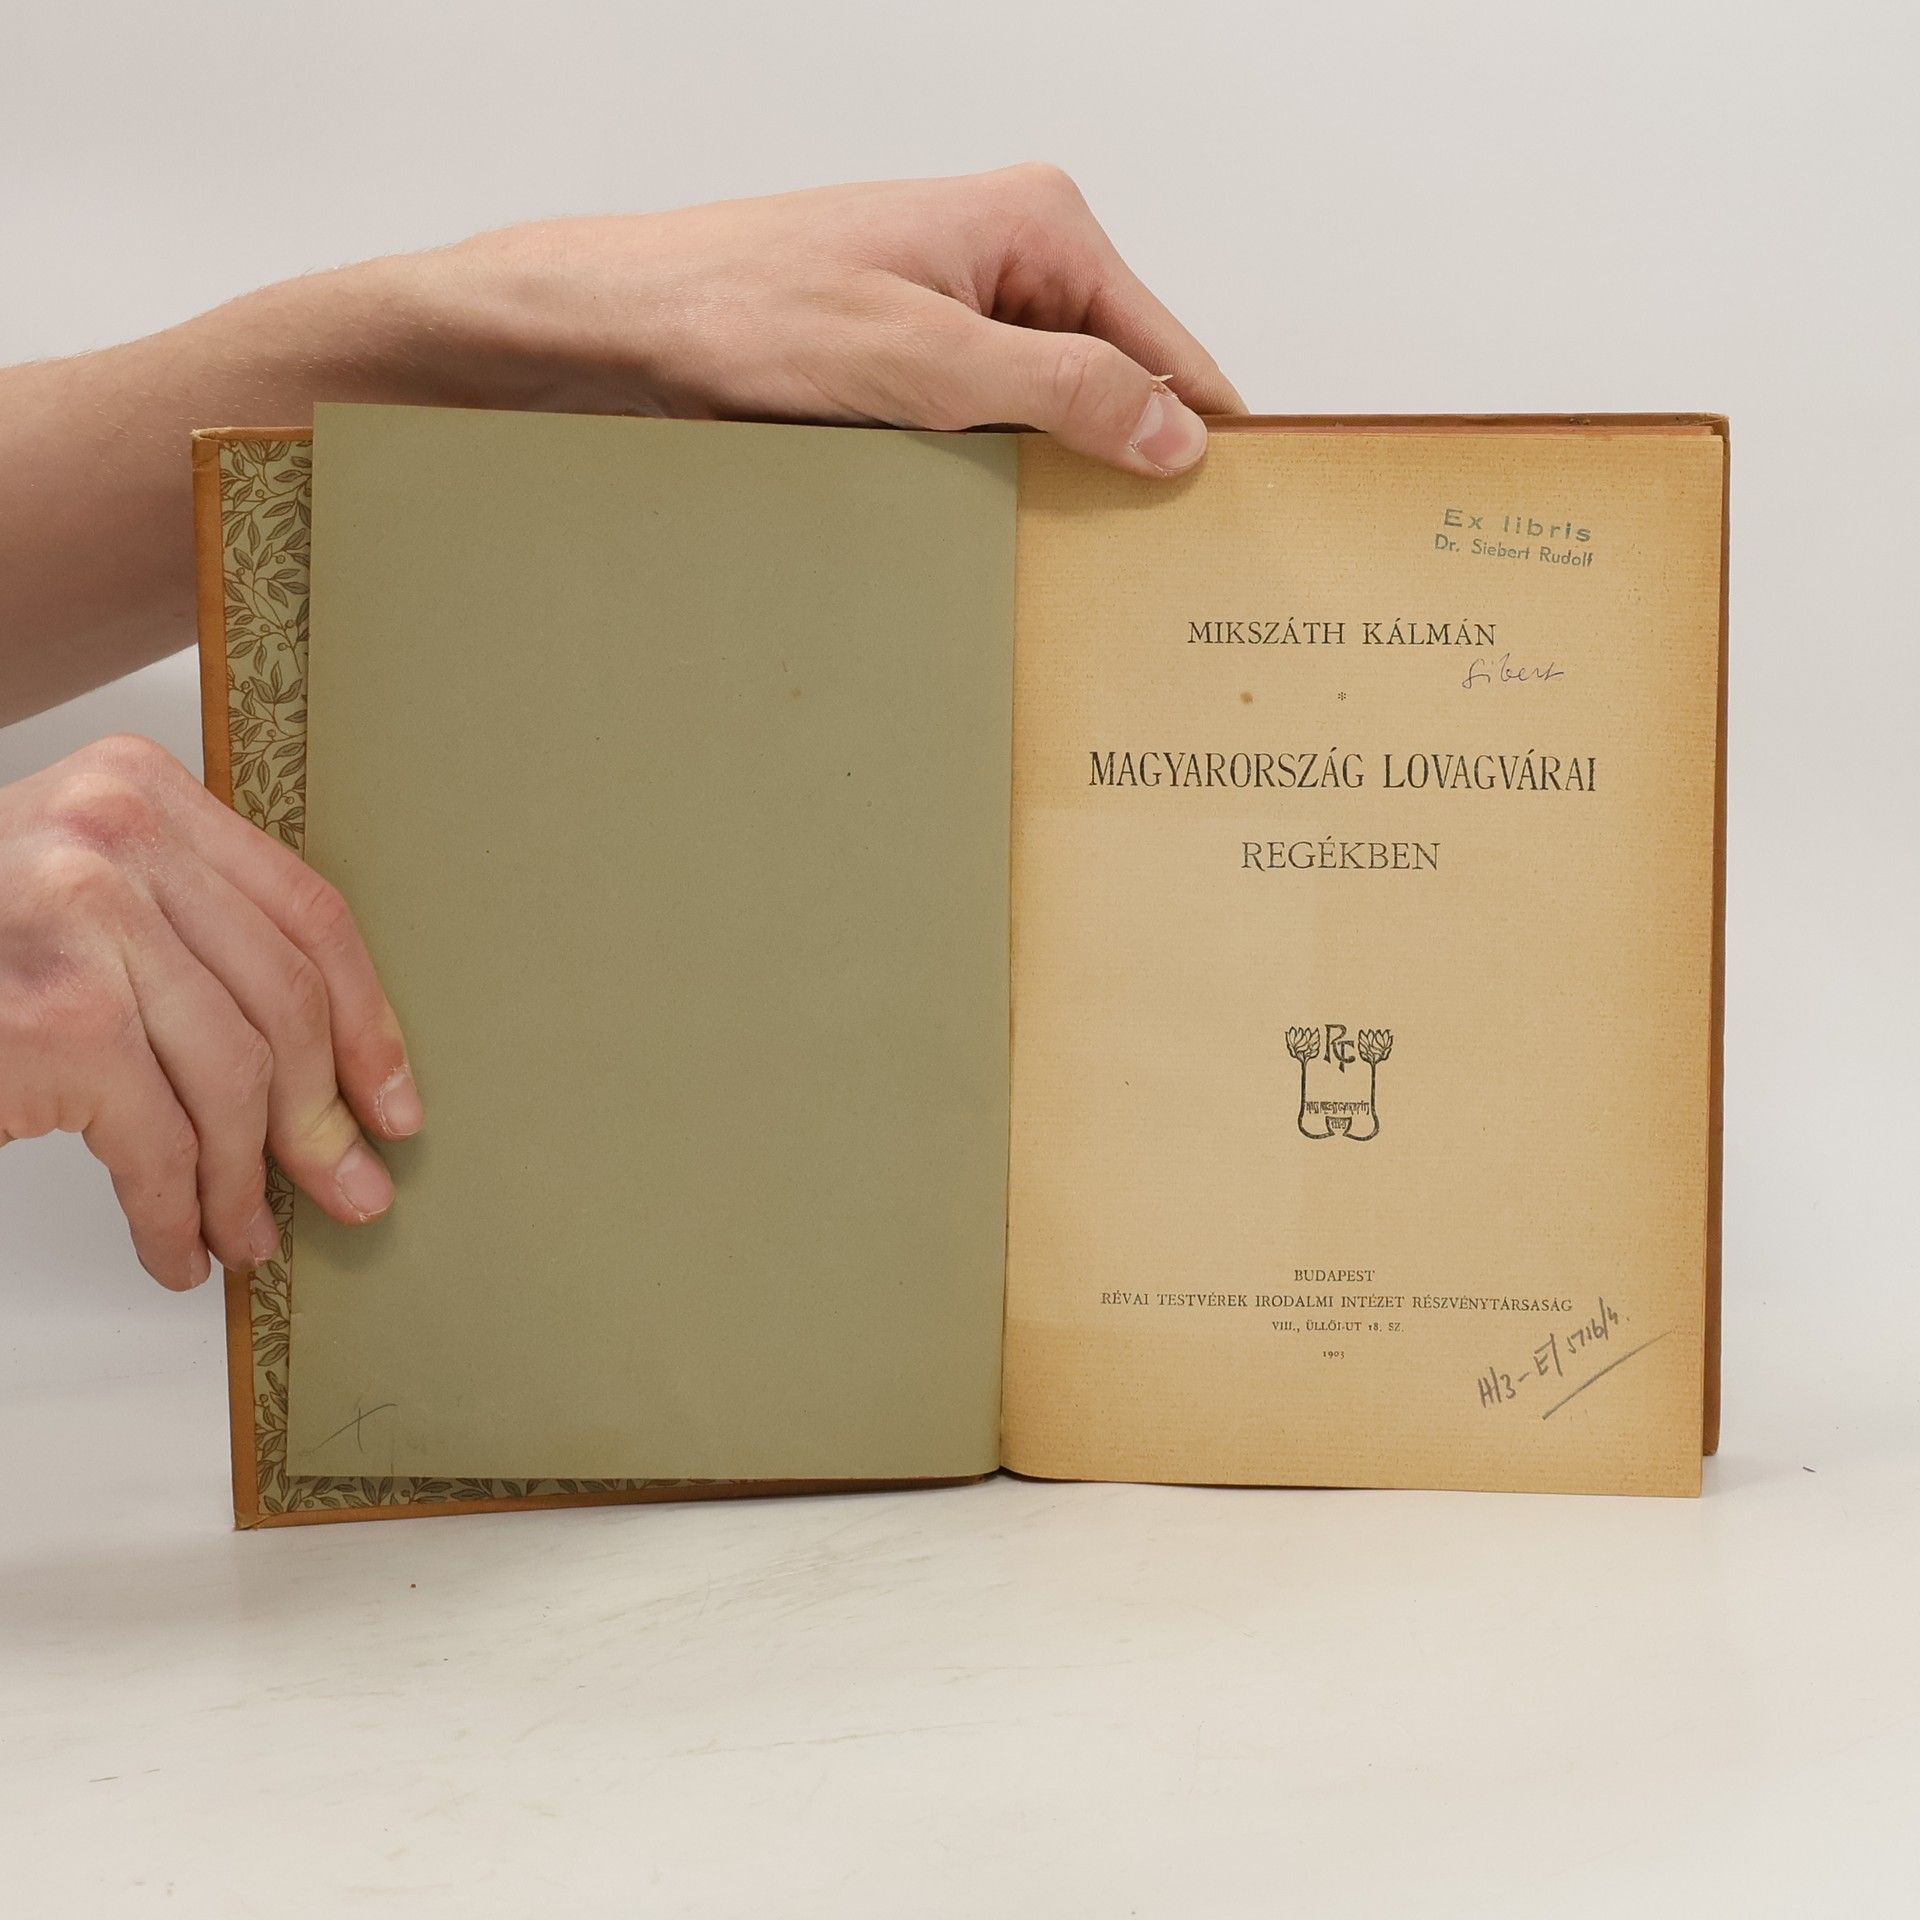 Ex libris
Dr. Siebert Rudolf
MIKSZÁTH KÁLMÁN
Sibert
*
MAGYARORSZÁG LOVAGVÁRAI
REGÉKBEN
BUDAPEST
RÉVAI TESTVÉREK IRODALMI INTÉZET RÉSZVÉNYTÁRSASÁG
VIII., ÜLLŐI-UT 18. SZ.
1903
H/3-E/5716/4.